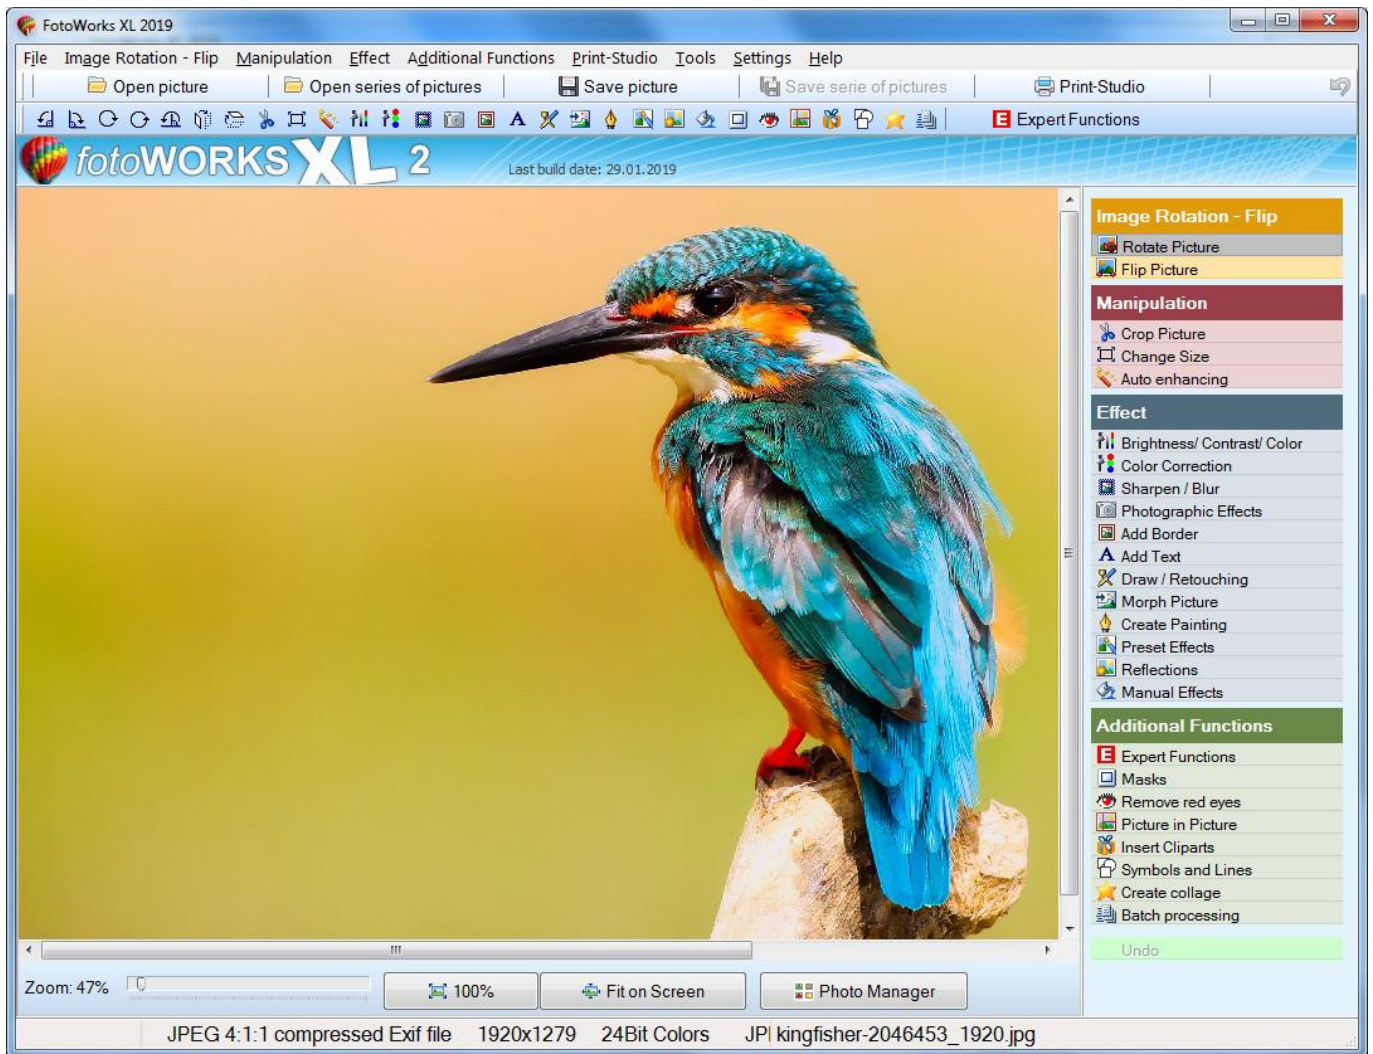 FotoWorks XL 2019
File Image Rotation - Flip Manipulation Effect Additional Functions Print-Studio Tools Settings Help
Open picture Open series of pictures Save picture Save serie of pictures Print-Studio
A E Expert Functions
fotoWORKS XL 2 Last build date: 29.01.2019
Image Rotation - Flip
Rotate Picture
Flip Picture
Manipulation
Crop Picture
Change Size
Auto enhancing
Effect
Brightness/ Contrast/ Color
Color Correction
Sharpen / Blur
Photographic Effects
Add Border
A Add Text
Draw / Retouching
Morph Picture
Create Painting
Preset Effects
Reflections
Manual Effects
Additional Functions
E Expert Functions
Masks
Remove red eyes
Picture in Picture
Insert Cliparts
Symbols and Lines
Create collage
Batch processing
Undo
Zoom: 47% 100% Fit on Screen Photo Manager
JPEG 4:1:1 compressed Exif file 1920x1279 24Bit Colors JP kingfisher-2046453_1920.jpg